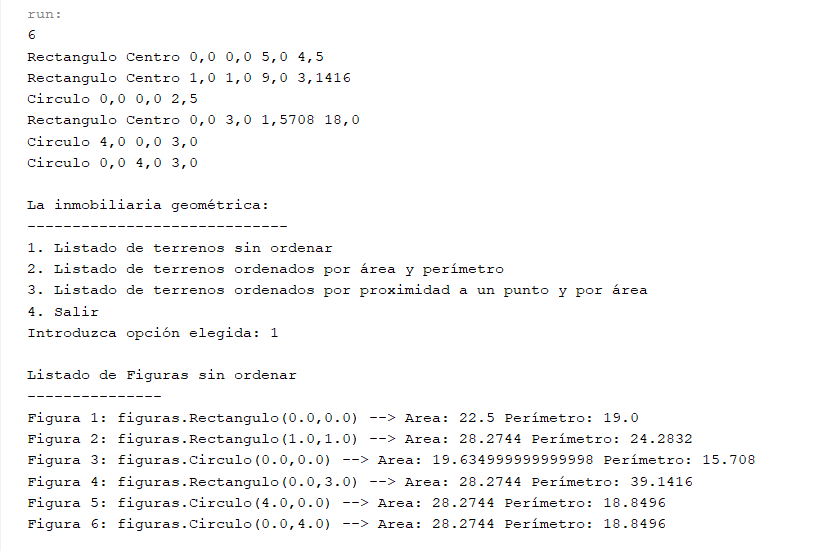 run:
6
Rectangulo Centro 0,0 0,0 5,0 4,5
Rectangulo Centro 1,0 1,0 9,0 3,1416
Circulo 0,0 0,0 2,5
Rectangulo Centro 0,0 3,0 1,5708 18,0
Circulo 4,0 0,0 3,0
Circulo 0,0 4,0 3,0
La inmobiliaria geométrica:
-----------------------------
1. Listado de terrenos sin ordenar
2. Listado de terrenos ordenados por área y perímetro
3. Listado de terrenos ordenados por proximidad a un punto y por área
4. Salir
Introduzca opción elegida: 1
Listado de Figuras sin ordenar
---------------
Figura 1: figuras.Rectangulo(0.0,0.0) --> Area: 22.5 Perímetro: 19.0
Figura 2: figuras.Rectangulo(1.0,1.0) --> Area: 28.2744 Perímetro: 24.2832
Figura 3: figuras.Circulo(0.0,0.0) --> Area: 19.634999999999998 Perímetro: 15.708
Figura 4: figuras.Rectangulo(0.0,3.0) --> Area: 28.2744 Perímetro: 39.1416
Figura 5: figuras.Circulo(4.0,0.0) --> Area: 28.2744 Perímetro: 18.8496
Figura 6: figuras.Circulo(0.0,4.0) --> Area: 28.2744 Perímetro: 18.8496